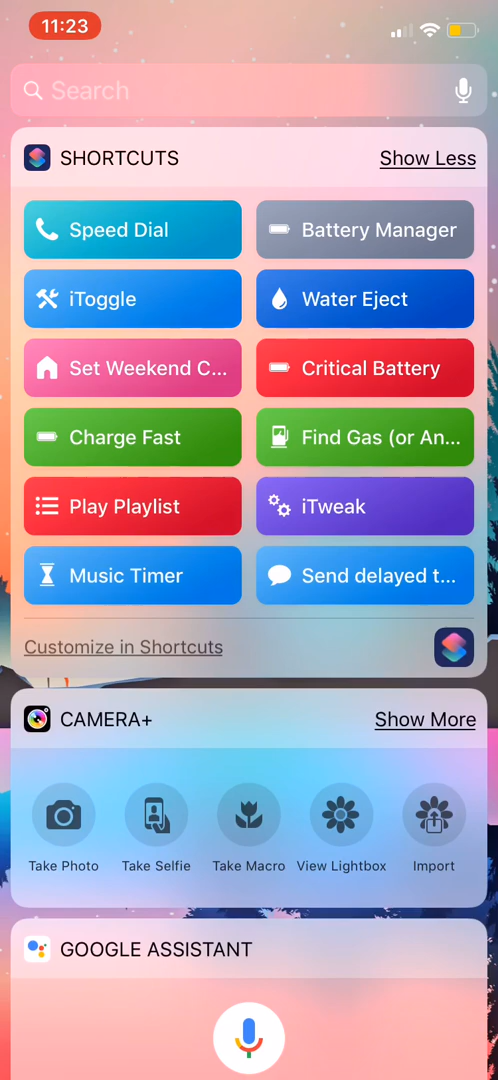 11:23
Search
SHORTCUTS Show Less
Speed Dial Battery Manager
iToggle Water Eject
Set Weekend C... Critical Battery
Charge Fast Find Gas (or An...
Play Playlist iTweak
Music Timer Send delayed t...
Customize in Shortcuts
CAMERA+ Show More
Take Photo Take Selfie Take Macro View Lightbox Import
GOOGLE ASSISTANT